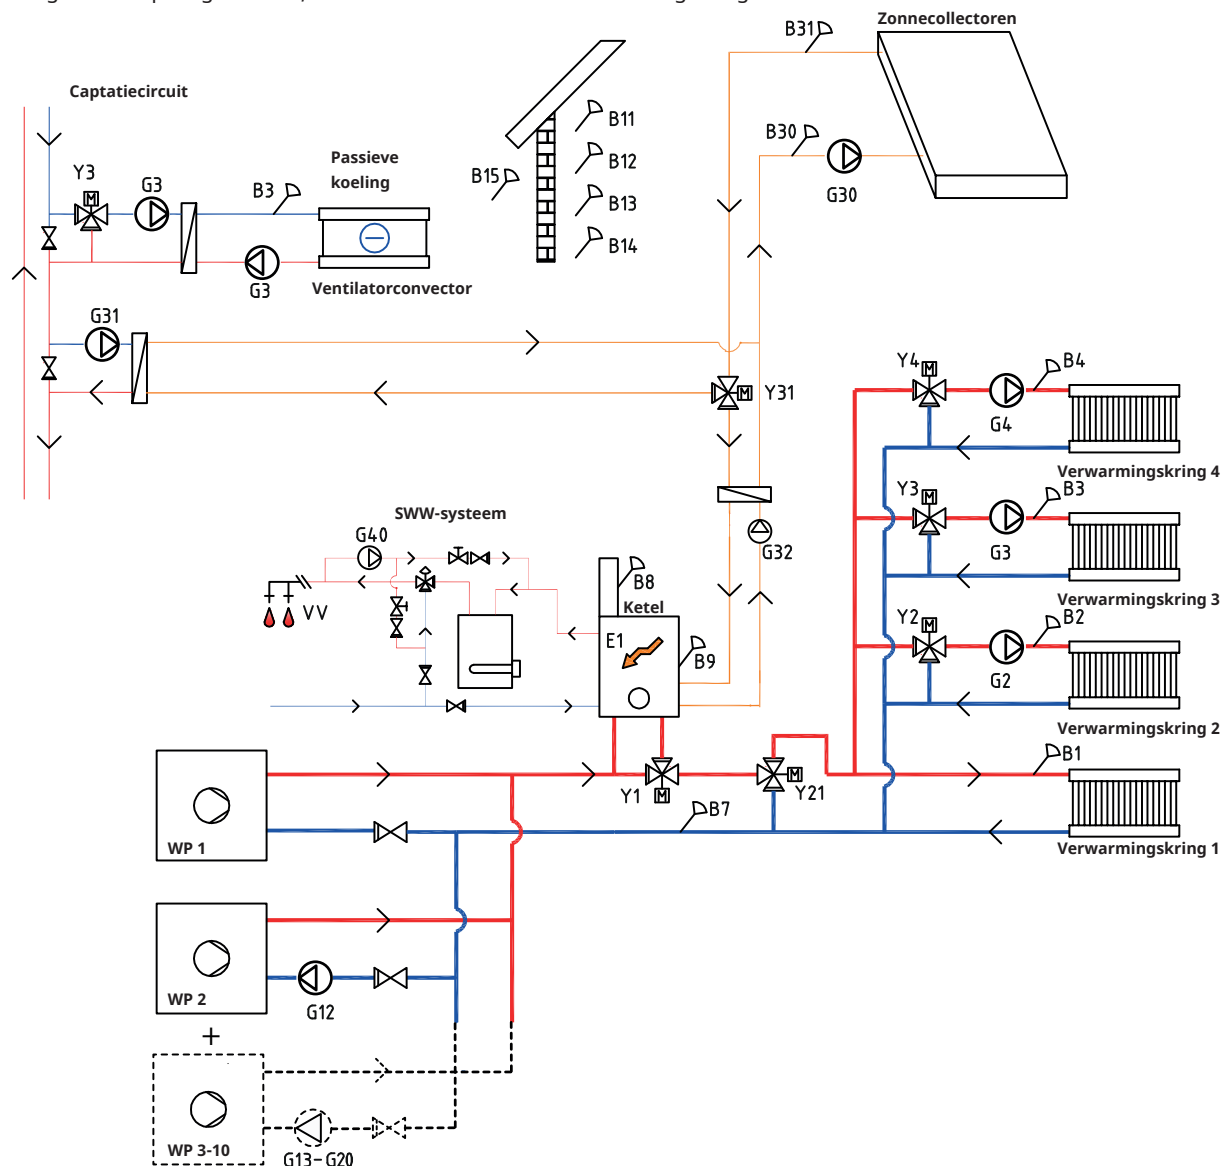 Zonnecollectoren
B31
Captatiecircuit
B11
B30
B12
Passieve
koeling
Y3
G3
B3
B15
B13
G30
B14
G3
Ventilatorconvector
G31
Y4
B4
M
Y31
G4
Verwarmingskring 4
Y3
B3
SWW-systeem
G40
G32
G3
B8
Ketel
Verwarmingskring 3
VV
Y2
B2
E1
B9
G2
Verwarmingskring 2
B1
Y1
M
M
Y21
B7
WP 1
Verwarmingskring 1
WP 2
G12
+
WP 3-10
G13-G20
M
M
M
M